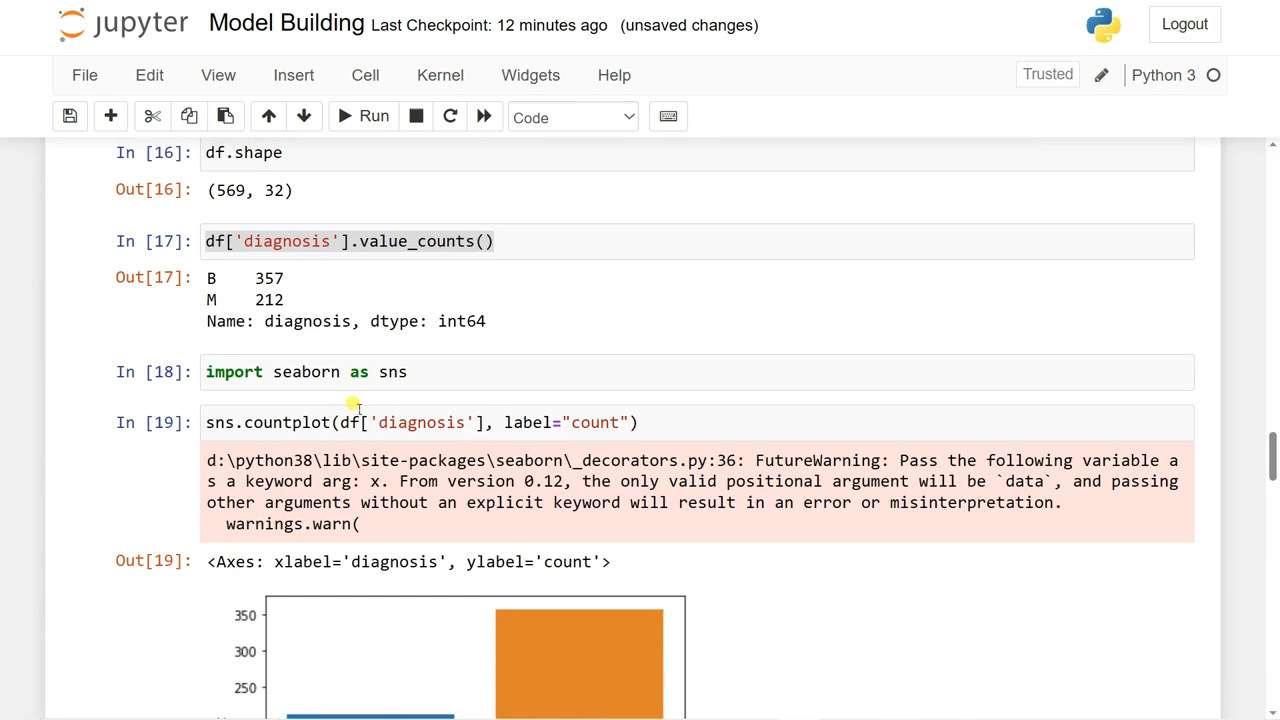 jupyter Model Building Last Checkpoint: 12 minutes ago (unsaved changes) Logout
File Edit View Insert Cell Kernel Widgets Help Trusted Python 3
Run Code
In [16]: df.shape
Out[16]: (569, 32)
In [17]: df['diagnosis'].value_counts()
Out[17]: B 357
M 212
Name: diagnosis, dtype: int64
In [18]: import seaborn as sns
In [19]: sns.countplot(df['diagnosis'], label="count")
d:\python38\lib\site-packages\seaborn\_decorators.py:36: FutureWarning: Pass the following variable a
s a keyword arg: x. From version 0.12, the only valid positional argument will be `data`, and passing
other arguments without an explicit keyword will result in an error or misinterpretation.
warnings.warn(
Out[19]: <Axes: xlabel='diagnosis', ylabel='count'>
350
300
250